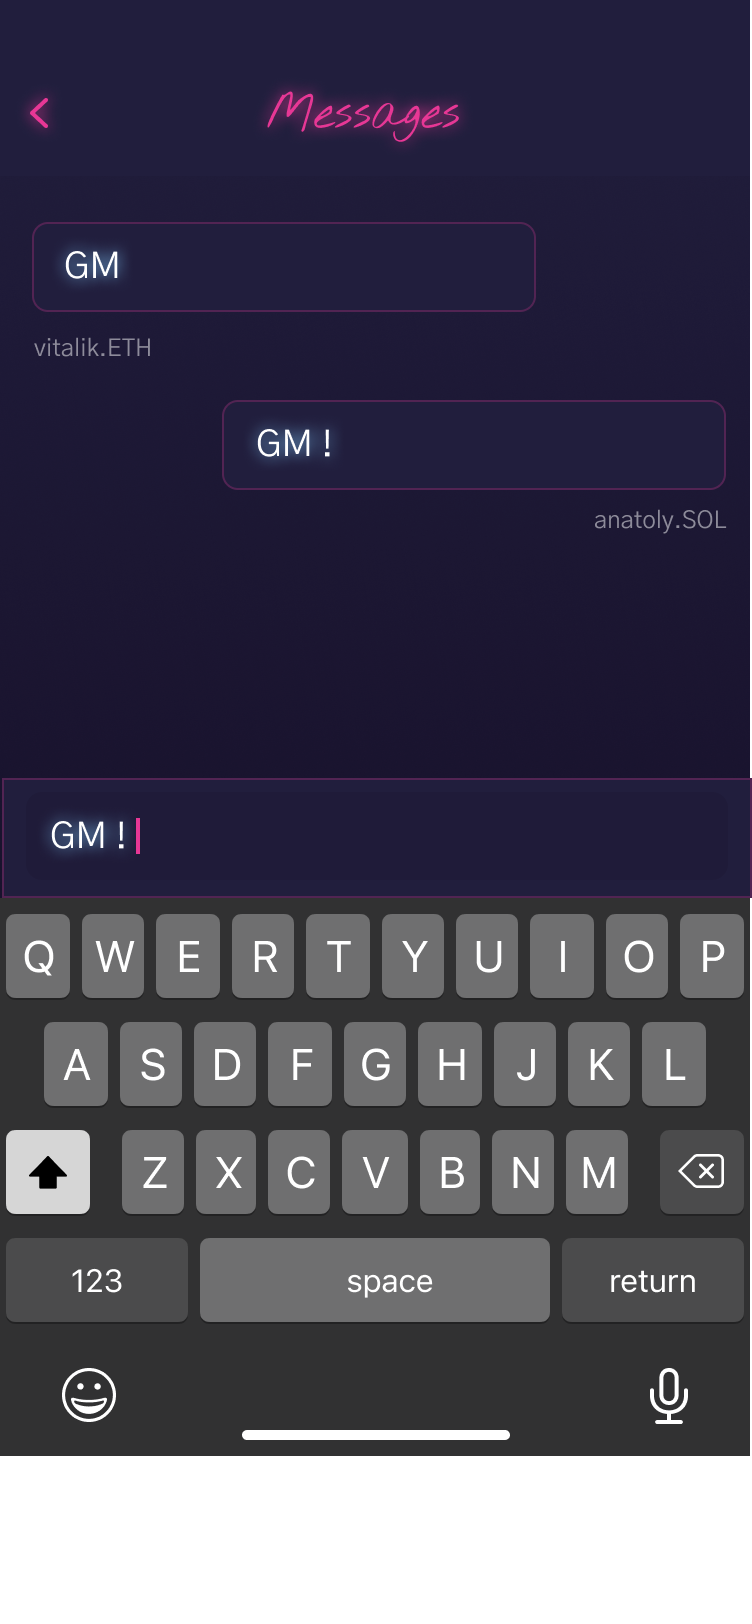 Messages
GM
vitalik.ETH
GM !
anatoly.SOL
GM !
Q W E R T Y U I O P
A S D F G H J K L
Z X C V B N M
123 space return